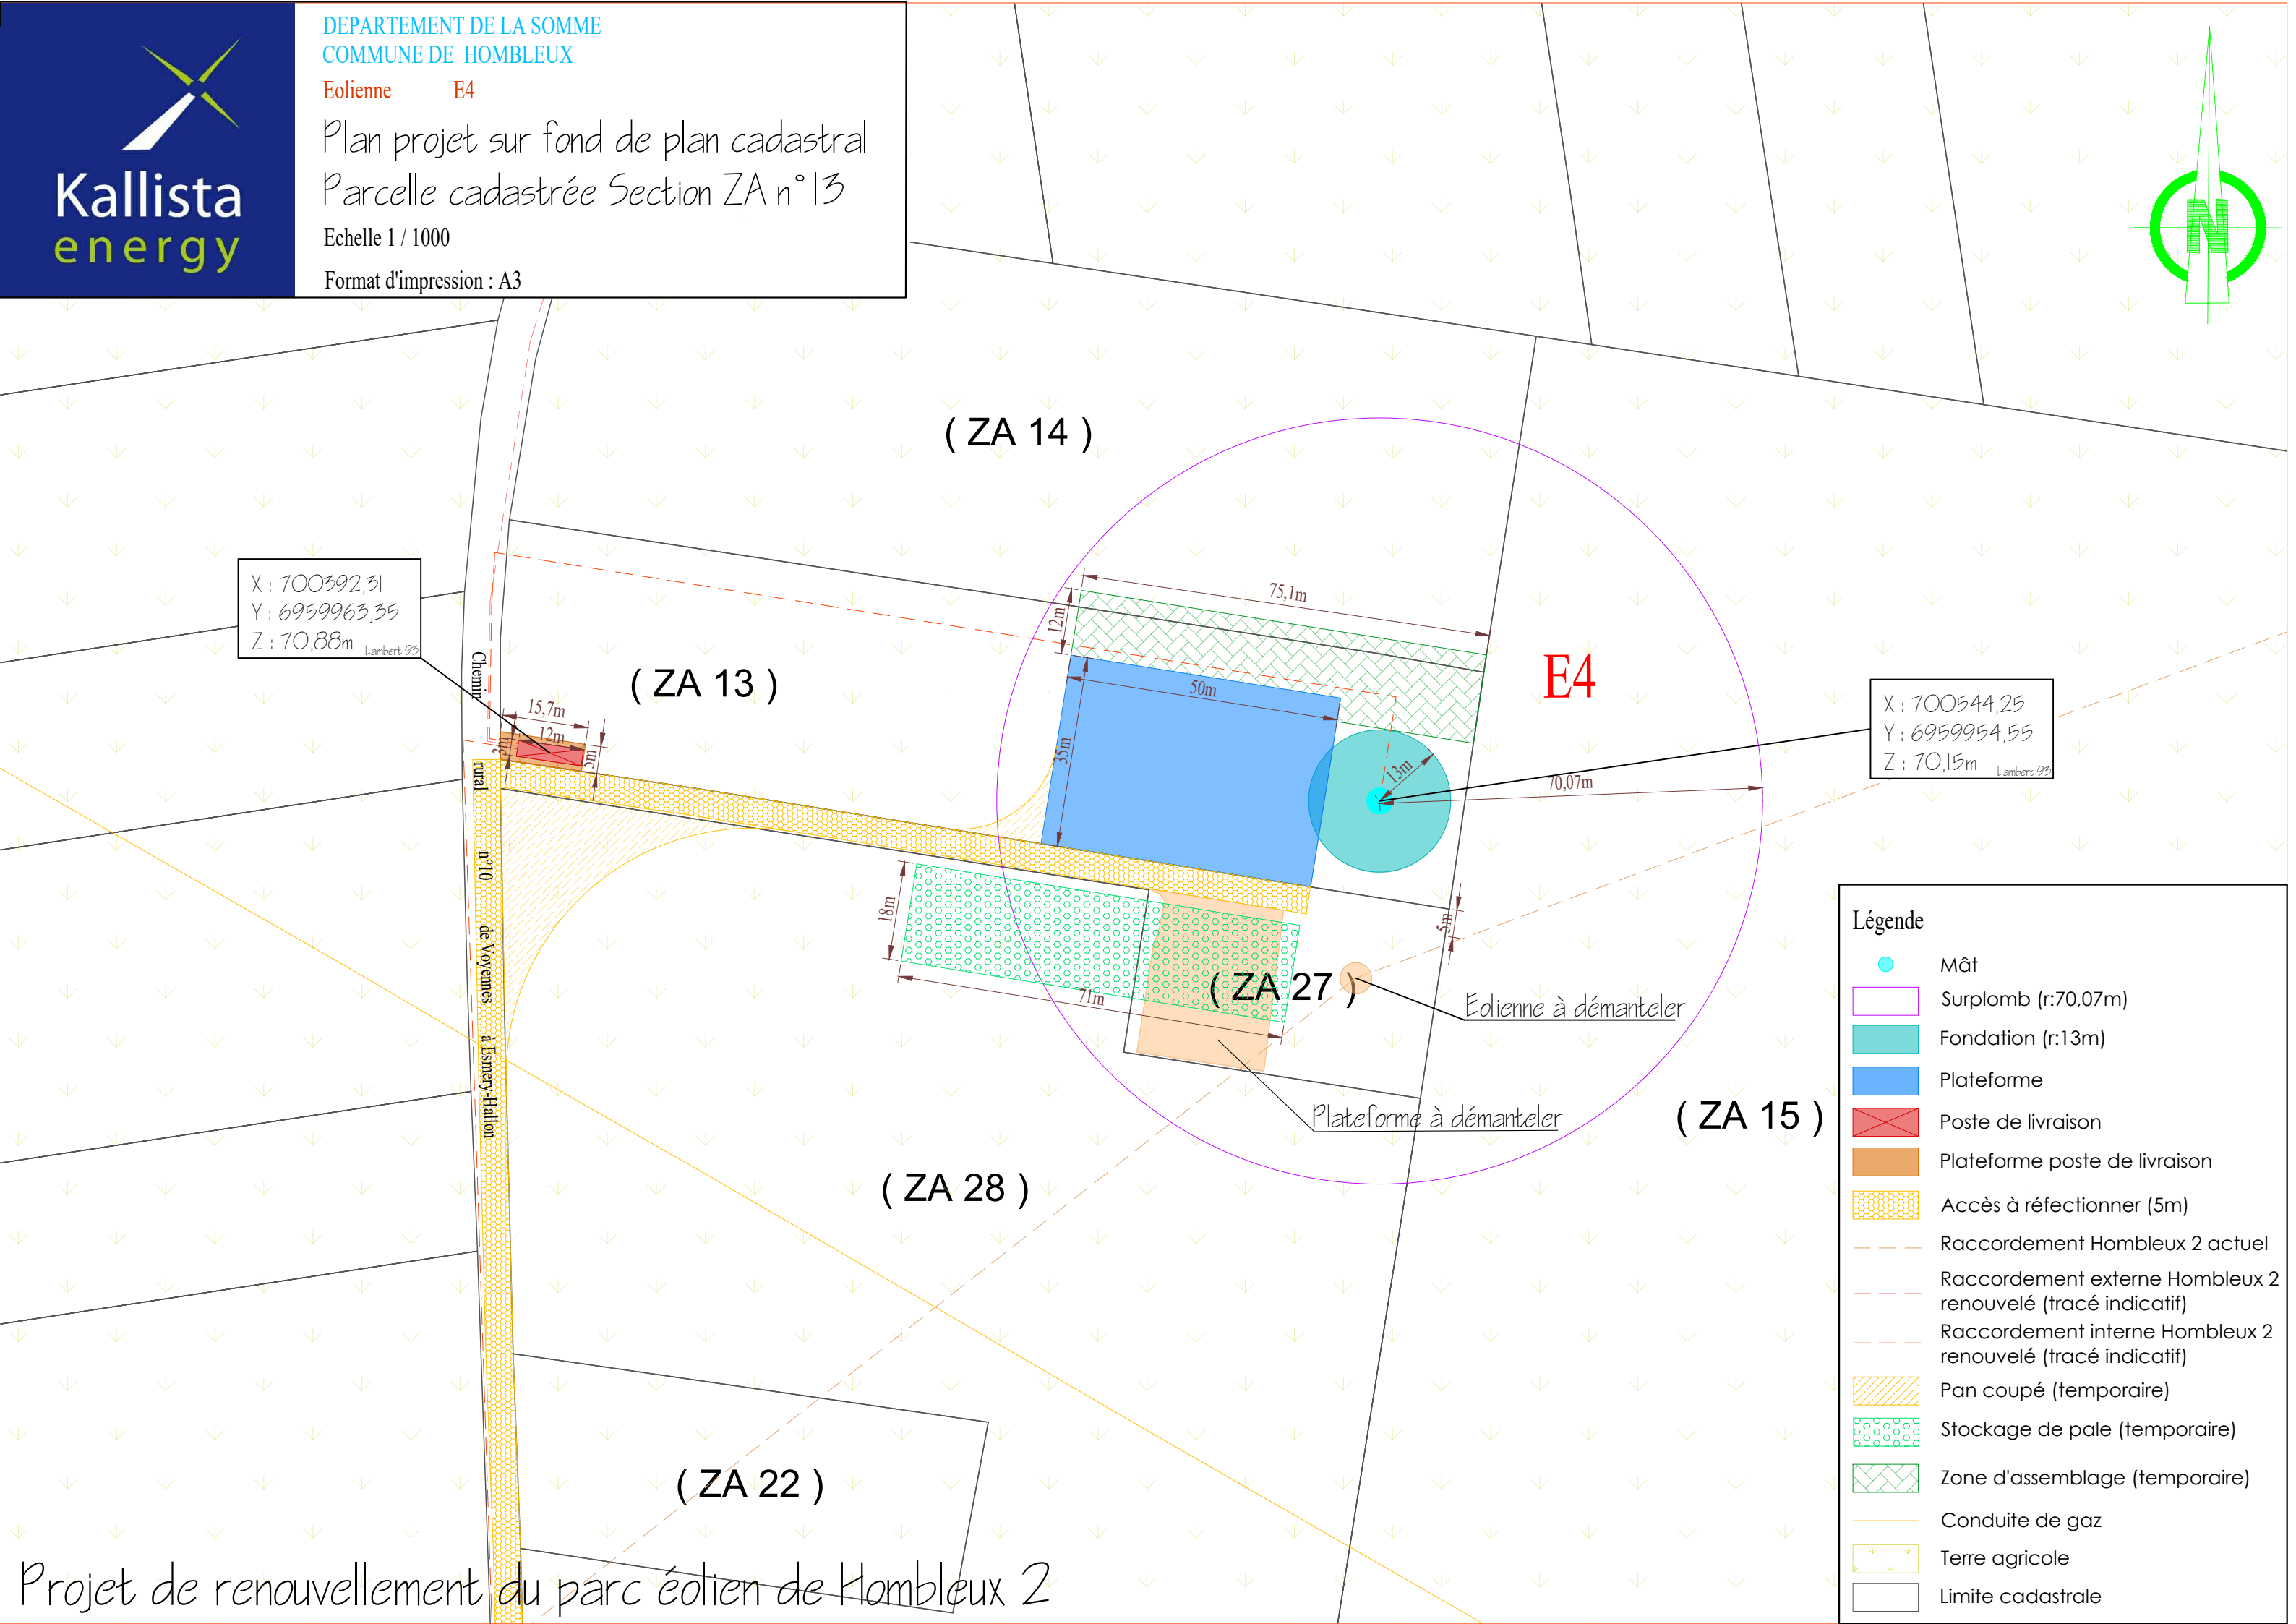 Kallista
energy
DEPARTEMENT DE LA SOMME
COMMUNE DE HOMBLEUX
Eolienne E4
Plan projet sur fond de plan cadastral
Parcelle cadastrée Section ZA n°13
Echelle 1 / 1000
Format d'impression : A3
N
( ZA 14 )
X : 700392,31
Y : 6959963,35
Z : 70,88m
Lambert 93
( ZA 13 )
75,1m
12m
50m
35m
E4
X : 700544,25
Y : 6959954,55
Z : 70,15m
Lambert 93
15,7m
12m
3m
5m
13m
70,07m
Chemin
rural
n°10
de Voyennes
à Esmery-Hallon
18m
71m
5m
( ZA 27 )
Eolienne à démanteler
Plateforme à démanteler
( ZA 15 )
( ZA 28 )
( ZA 22 )
Légende
Mât
Surplomb (r:70,07m)
Fondation (r:13m)
Plateforme
Poste de livraison
Plateforme poste de livraison
Accès à réfectionner (5m)
Raccordement Hombleux 2 actuel
Raccordement externe Hombleux 2
renouvelé (tracé indicatif)
Raccordement interne Hombleux 2
renouvelé (tracé indicatif)
Pan coupé (temporaire)
Stockage de pale (temporaire)
Zone d'assemblage (temporaire)
Conduite de gaz
Terre agricole
Limite cadastrale
Projet de renouvellement du parc éolien de Hombleux 2